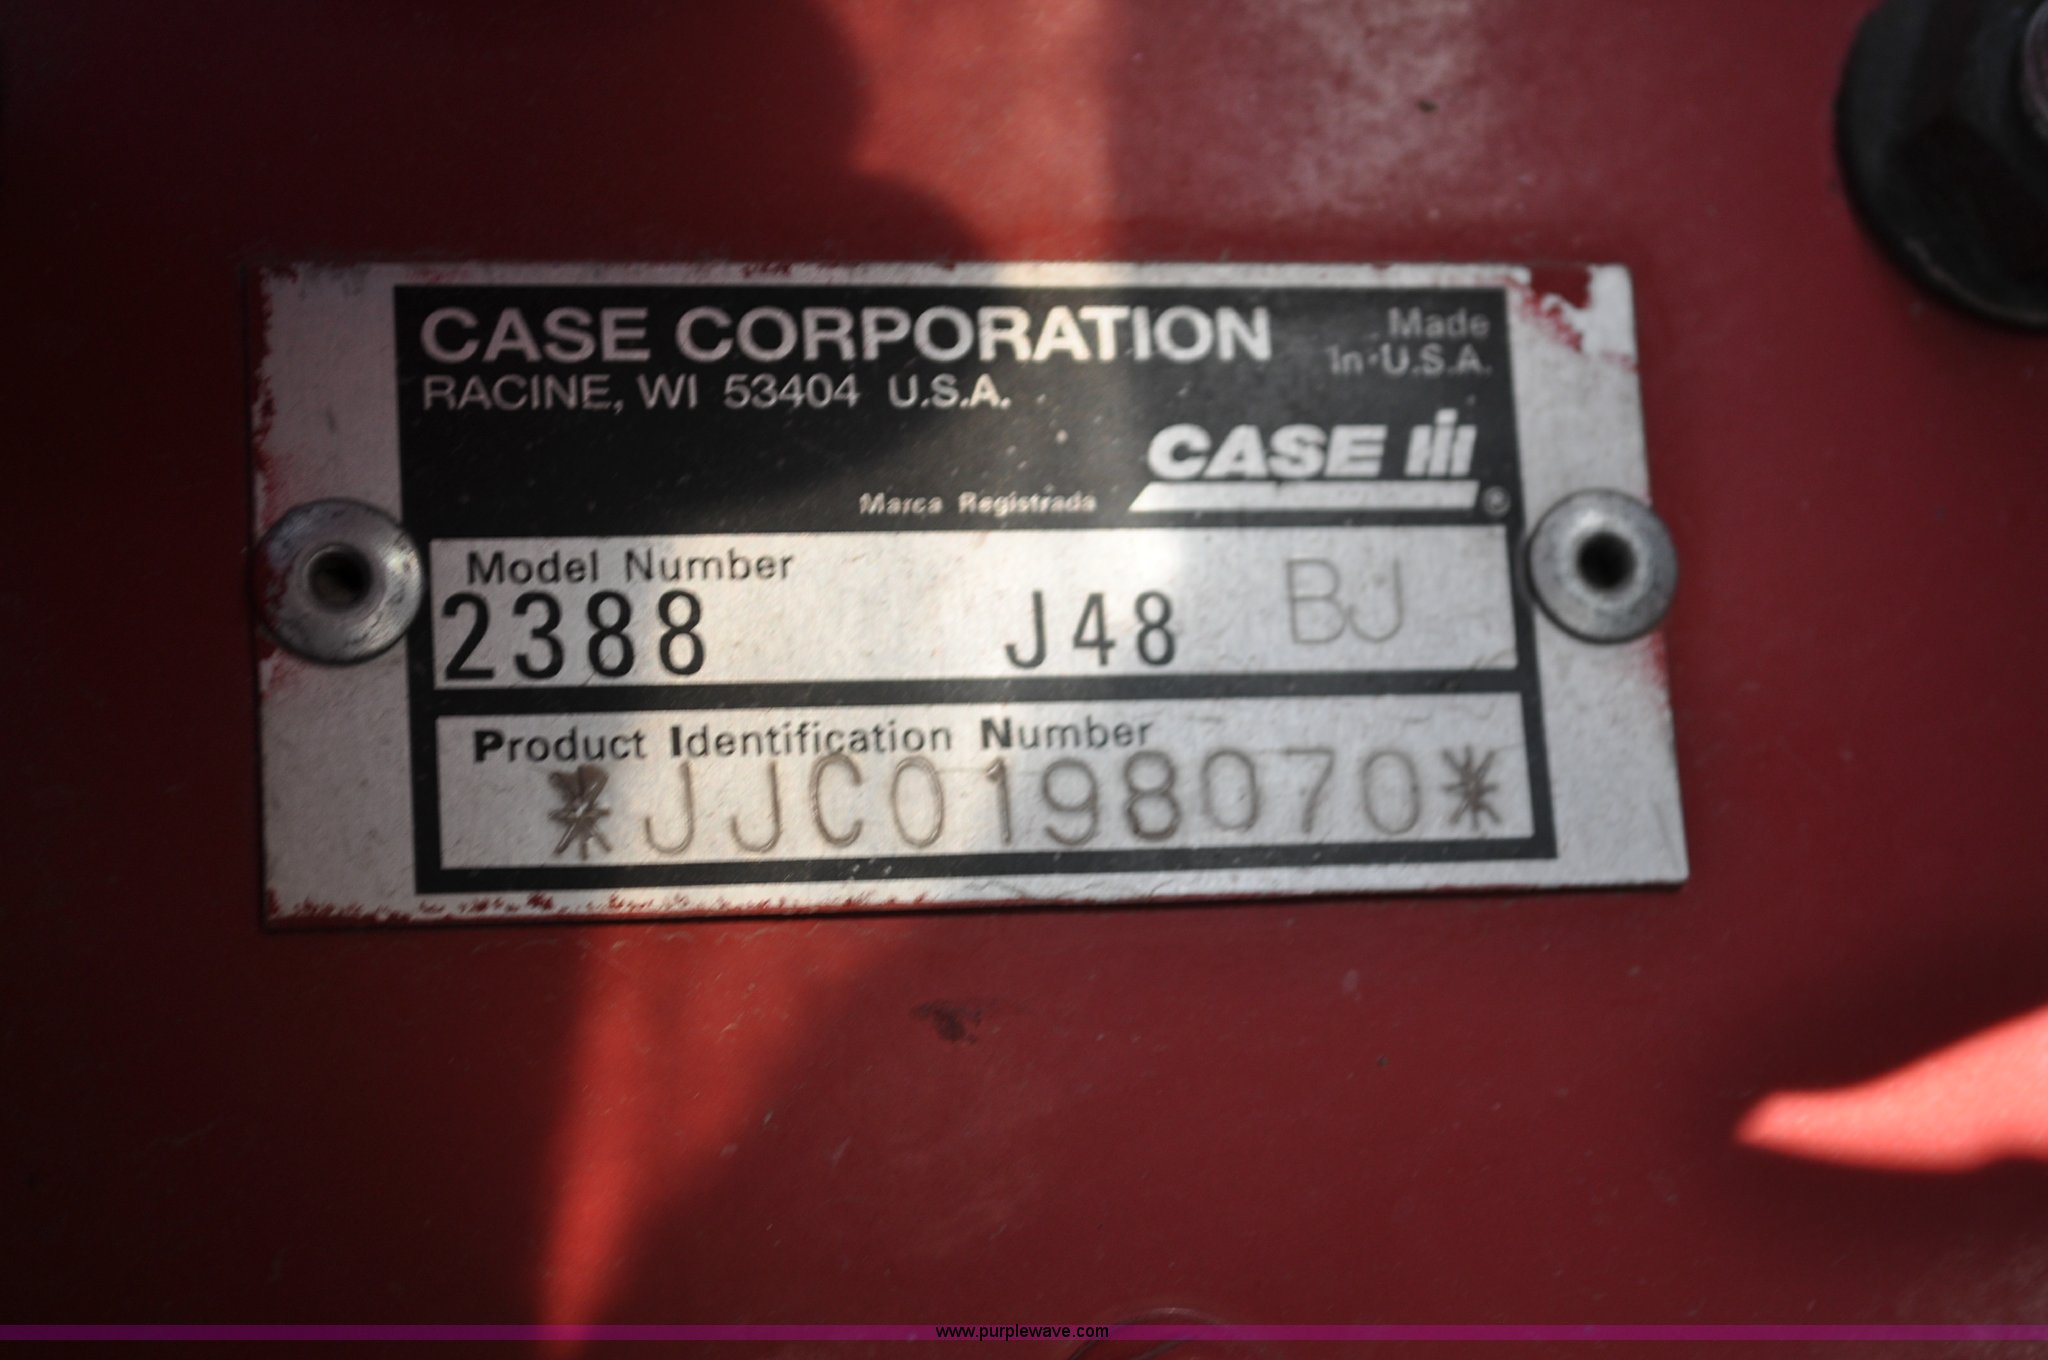 CASE CORPORATION
RACINE, WI 53404 U.S.A.
Made
In U.S.A.
CASE IH
Marca Registrada ®
Model Number
2388 J48 BJ
Product Identification Number
*JJC0198070*
www.purplewave.com